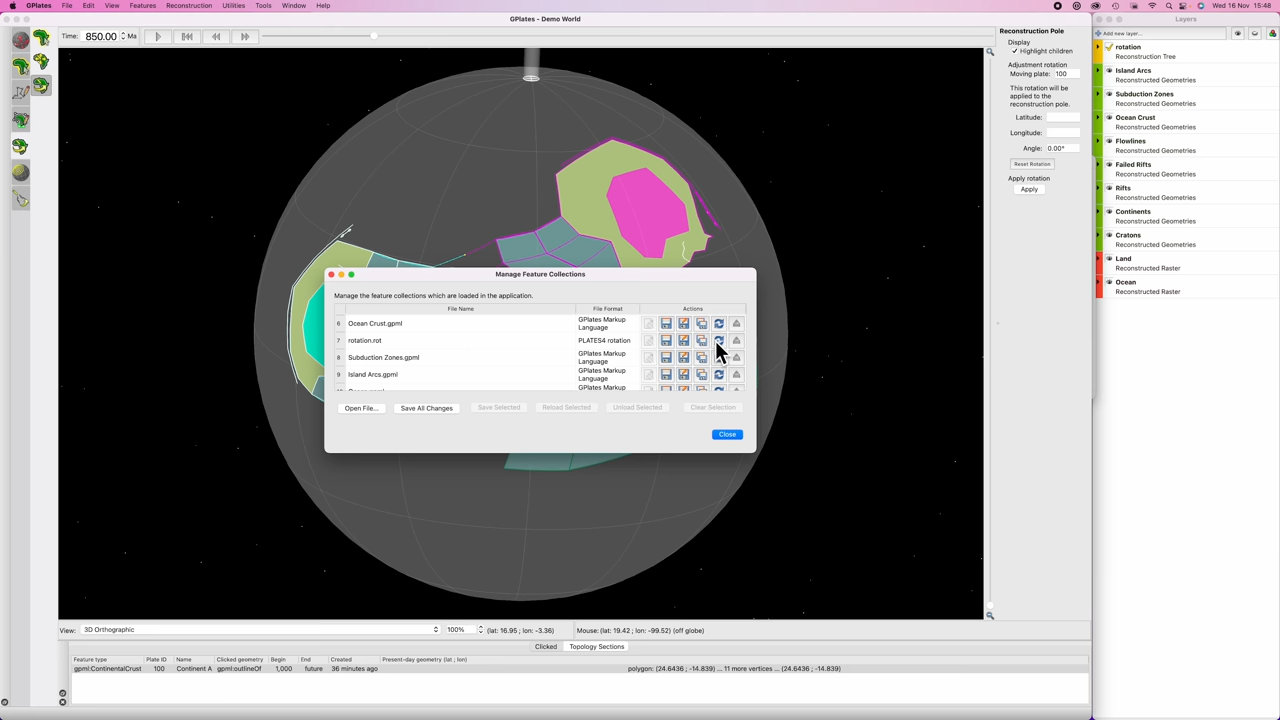 GPlates File Edit View Features Reconstruction Utilities Tools Window Help Wed 16 Nov 15:48
GPlates - Demo World
Layers
Time: 850.00 Ma
Add new layer...
Reconstruction Pole
Display
Highlight children
Adjustment rotation
Moving plate: 100
This rotation will be
applied to the
reconstruction pole.
Latitude:
Longitude:
Angle: 0.00°
Reset Rotation
Apply rotation
Apply
rotation
Reconstruction Tree
Island Arcs
Reconstructed Geometries
Subduction Zones
Reconstructed Geometries
Ocean Crust
Reconstructed Geometries
Flowlines
Reconstructed Geometries
Failed Rifts
Reconstructed Geometries
Rifts
Reconstructed Geometries
Continents
Reconstructed Geometries
Cratons
Reconstructed Geometries
Land
Reconstructed Raster
Ocean
Reconstructed Raster
Manage Feature Collections
Manage the feature collections which are loaded in the application.
File Name File Format Actions
6 Ocean Crust.gpml GPlates Markup
Language
7 rotation.rot PLATES4 rotation
8 Subduction Zones.gpml GPlates Markup
Language
9 Island Arcs.gpml GPlates Markup
Language
GPlates Markup
Open File... Save All Changes Save Selected Reload Selected Unload Selected Clear Selection
Close
View: 3D Orthographic 100% (lat: 16.95 ; lon: -3.36) Mouse: (lat: 19.42 ; lon: -99.52) (off globe)
Clicked Topology Sections
Feature type Plate ID Name Clicked geometry Begin End Created Present-day geometry (lat ; lon)
gpml:ContinentalCrust 100 Continent A gpml:outlineOf 1,000 future 36 minutes ago polygon: (24.6436 ; -14.839) ... 11 more vertices ... (24.6436 ; -14.839)